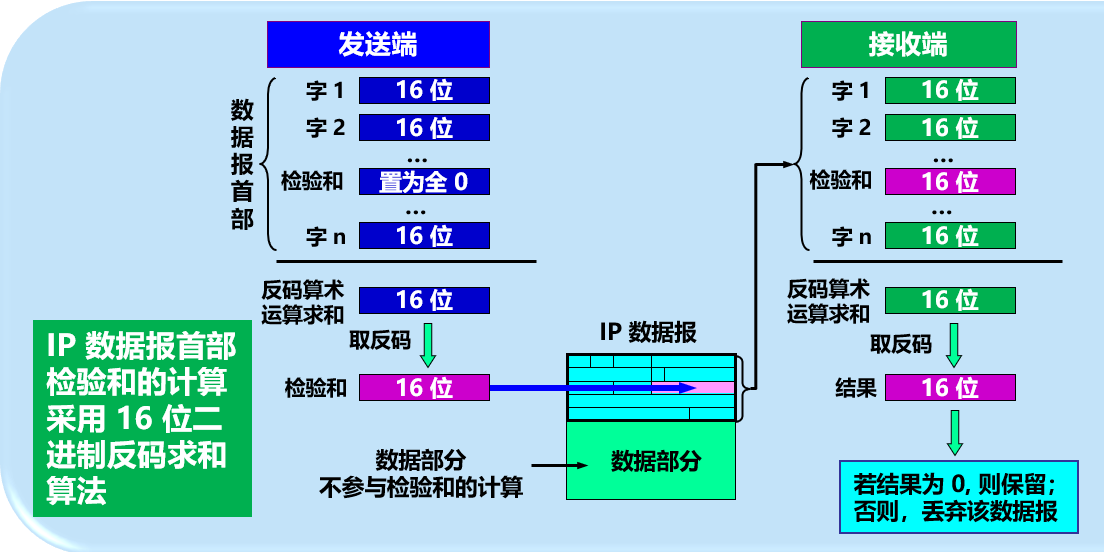 发送端
数
据
报
首
部
字 1
16 位
字 2
16 位
...
检验和
置为全 0
...
字 n
16 位
反码算术
运算求和
16 位
取反码
检验和
16 位
IP 数据报首部
检验和的计算
采用 16 位二
进制反码求和
算法
IP 数据报
数据部分
数据部分
不参与检验和的计算
接收端
字 1
16 位
字 2
16 位
...
检验和
16 位
...
字 n
16 位
反码算术
运算求和
16 位
取反码
结果
16 位
若结果为 0, 则保留；
否则，丢弃该数据报